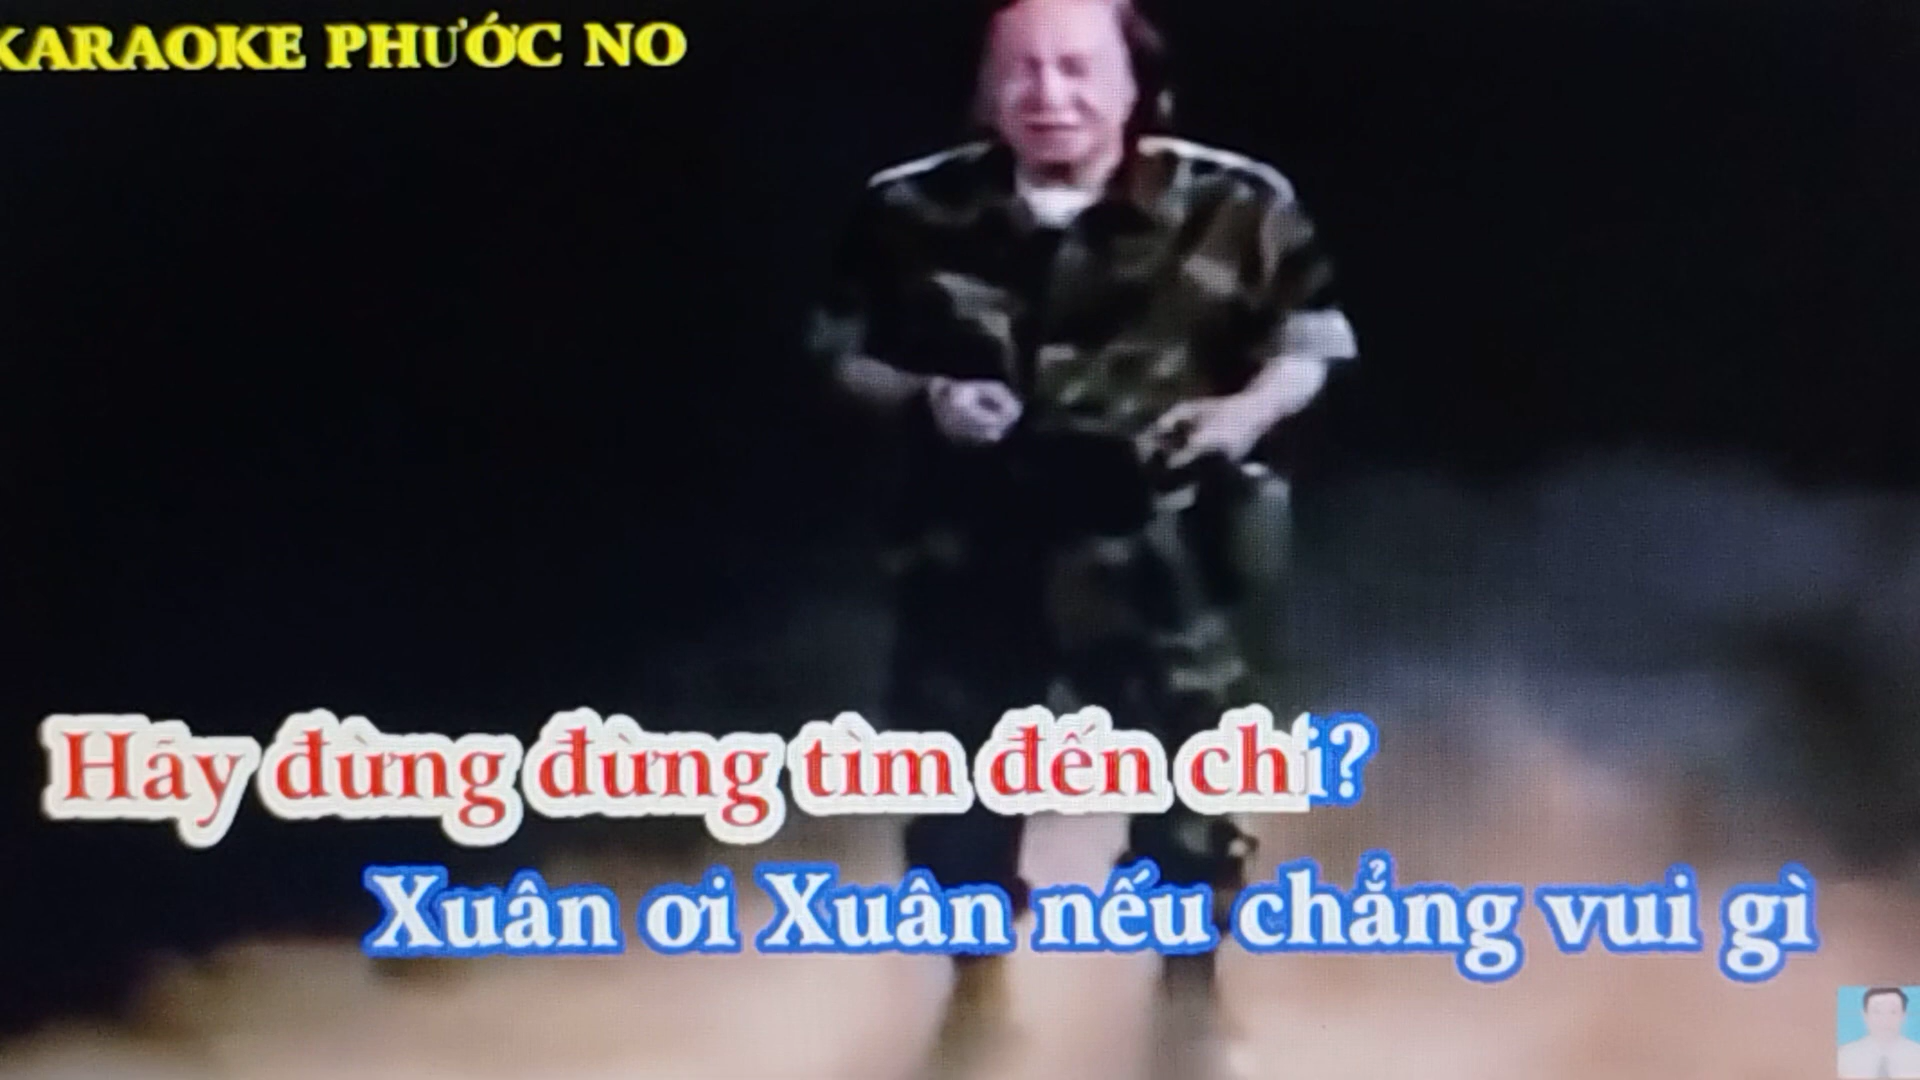 KARAOKE PHƯỚC NO
Hãy đừng đừng tìm đến chi?
Xuân ơi Xuân nếu chẳng vui gì